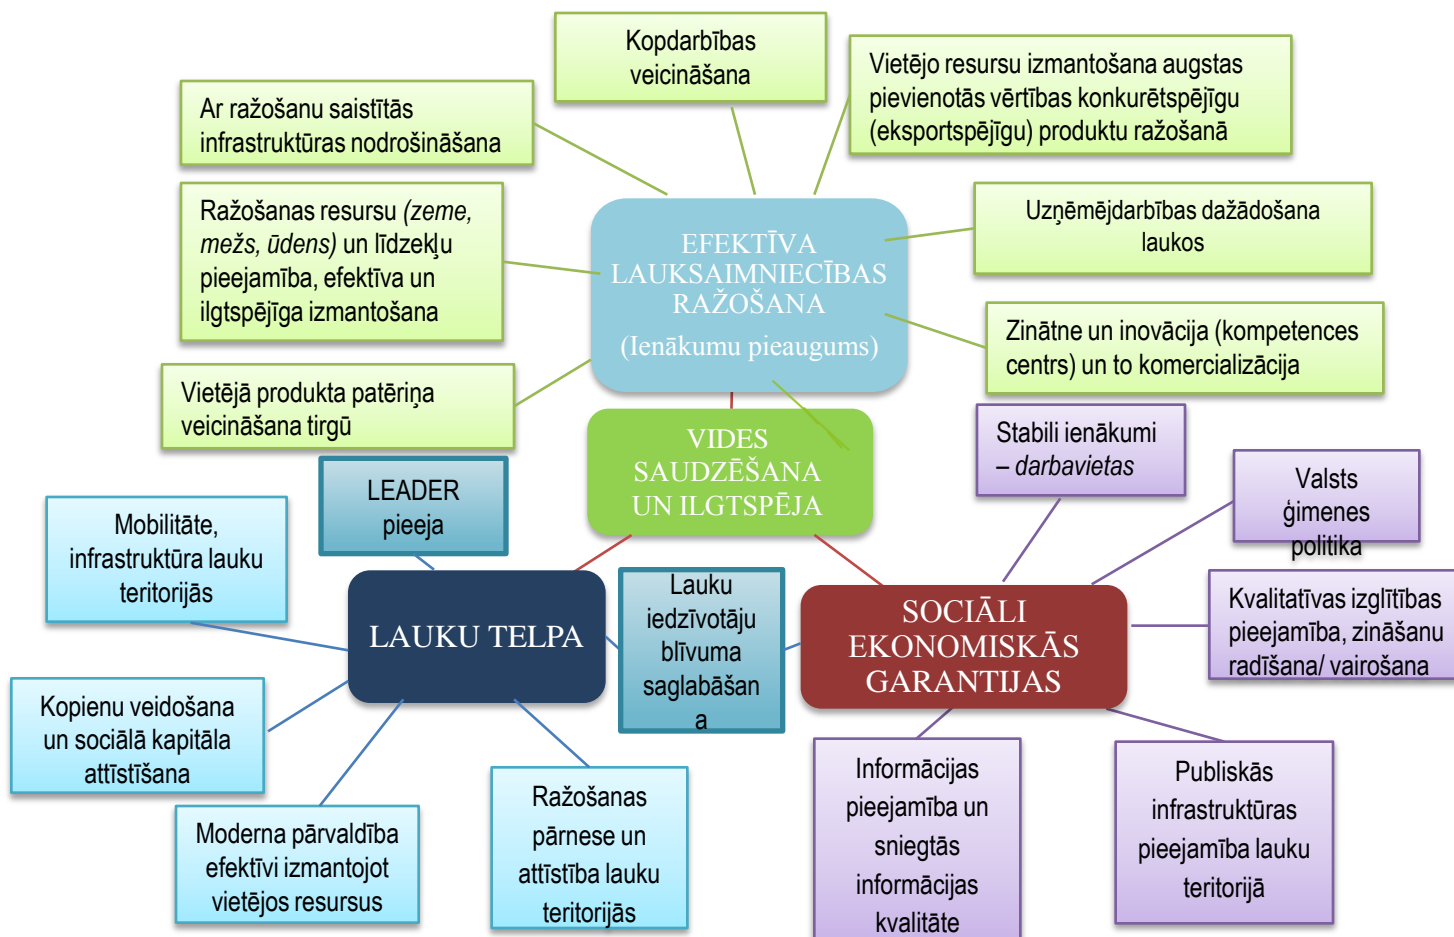 Kopdarbības
veicināšana
Vietējo resursu izmantošana augstas
pievienotās vērtības konkurētspējīgu
(eksportspējīgu) produktu ražošanā
Ar ražošanu saistītās
infrastruktūras nodrošināšana
Ražošanas resursu (zeme,
mežs, ūdens) un līdzekļu
pieejamība, efektīva un
ilgtspējīga izmantošana
EFEKTĪVA
LAUKSAIMNIECĪBAS
RAŽOŠANA
(Ienākumu pieaugums)
Uzņēmējdarbības dažādošana
laukos
Zinātne un inovācija (kompetences
centrs) un to komercializācija
Vietējā produkta patēriņa
veicināšana tirgū
VIDES
SAUDZĒŠANA
UN ILGTSPĒJA
Stabili ienākumi
– darbavietas
Valsts
ģimenes
politika
LEADER
pieeja
Mobilitāte,
infrastruktūra lauku
teritorijās
LAUKU TELPA
Lauku
iedzīvotāju
blīvuma
saglabāšan
a
SOCIĀLI
EKONOMISKĀS
GARANTIJAS
Kvalitatīvas izglītības
pieejamība, zināšanu
radīšana/ vairošana
Kopienu veidošana
un sociālā kapitāla
attīstīšana
Moderna pārvaldība
efektīvi izmantojot
vietējos resursus
Ražošanas
pārnese un
attīstība lauku
teritorijās
Informācijas
pieejamība un
sniegtās
informācijas
kvalitāte
Publiskās
infrastruktūras
pieejamība lauku
teritorijā